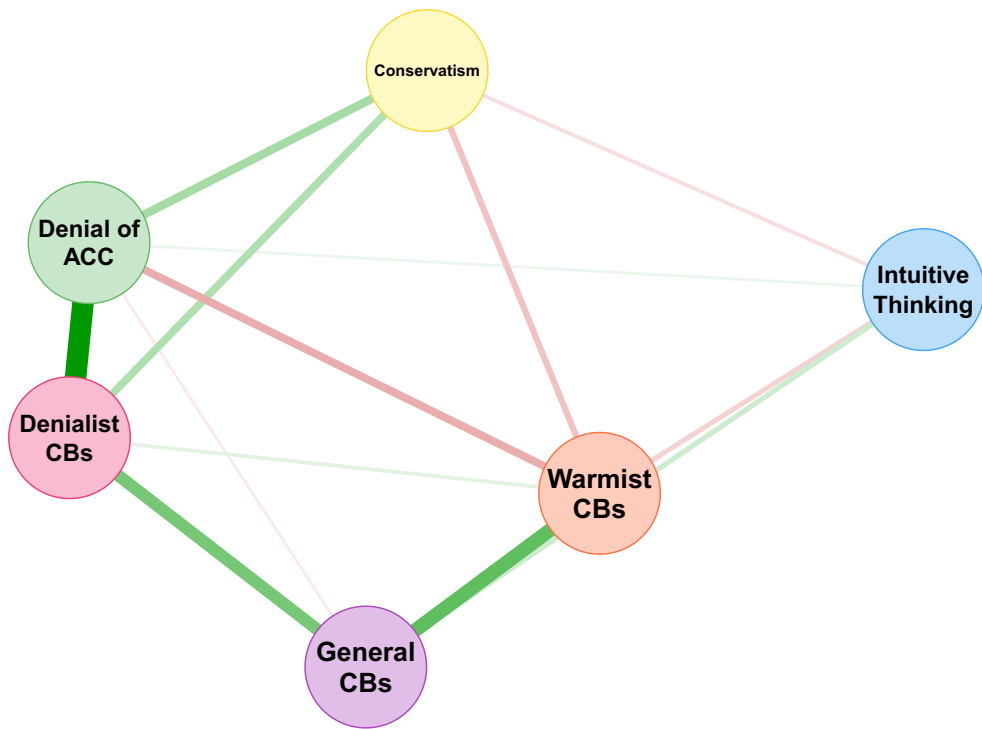 Conservatism
Denial of
ACC
Intuitive
Thinking
Denialist
CBs
Warmist
CBs
General
CBs